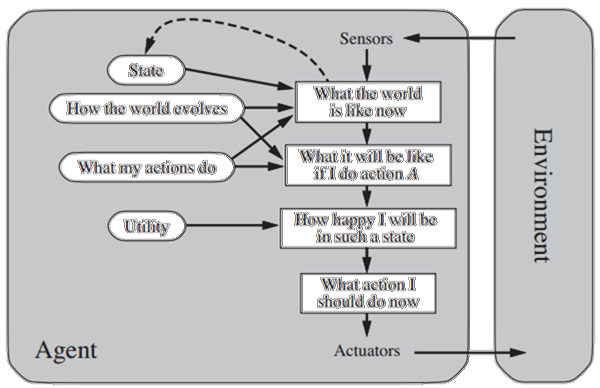 Sensors
State
What the world
is like now
How the world evolves
What it will be like
if I do action A
What my actions do
How happy I will be
in such a state
Utility
What action I
should do now
Agent
Actuators
Environment